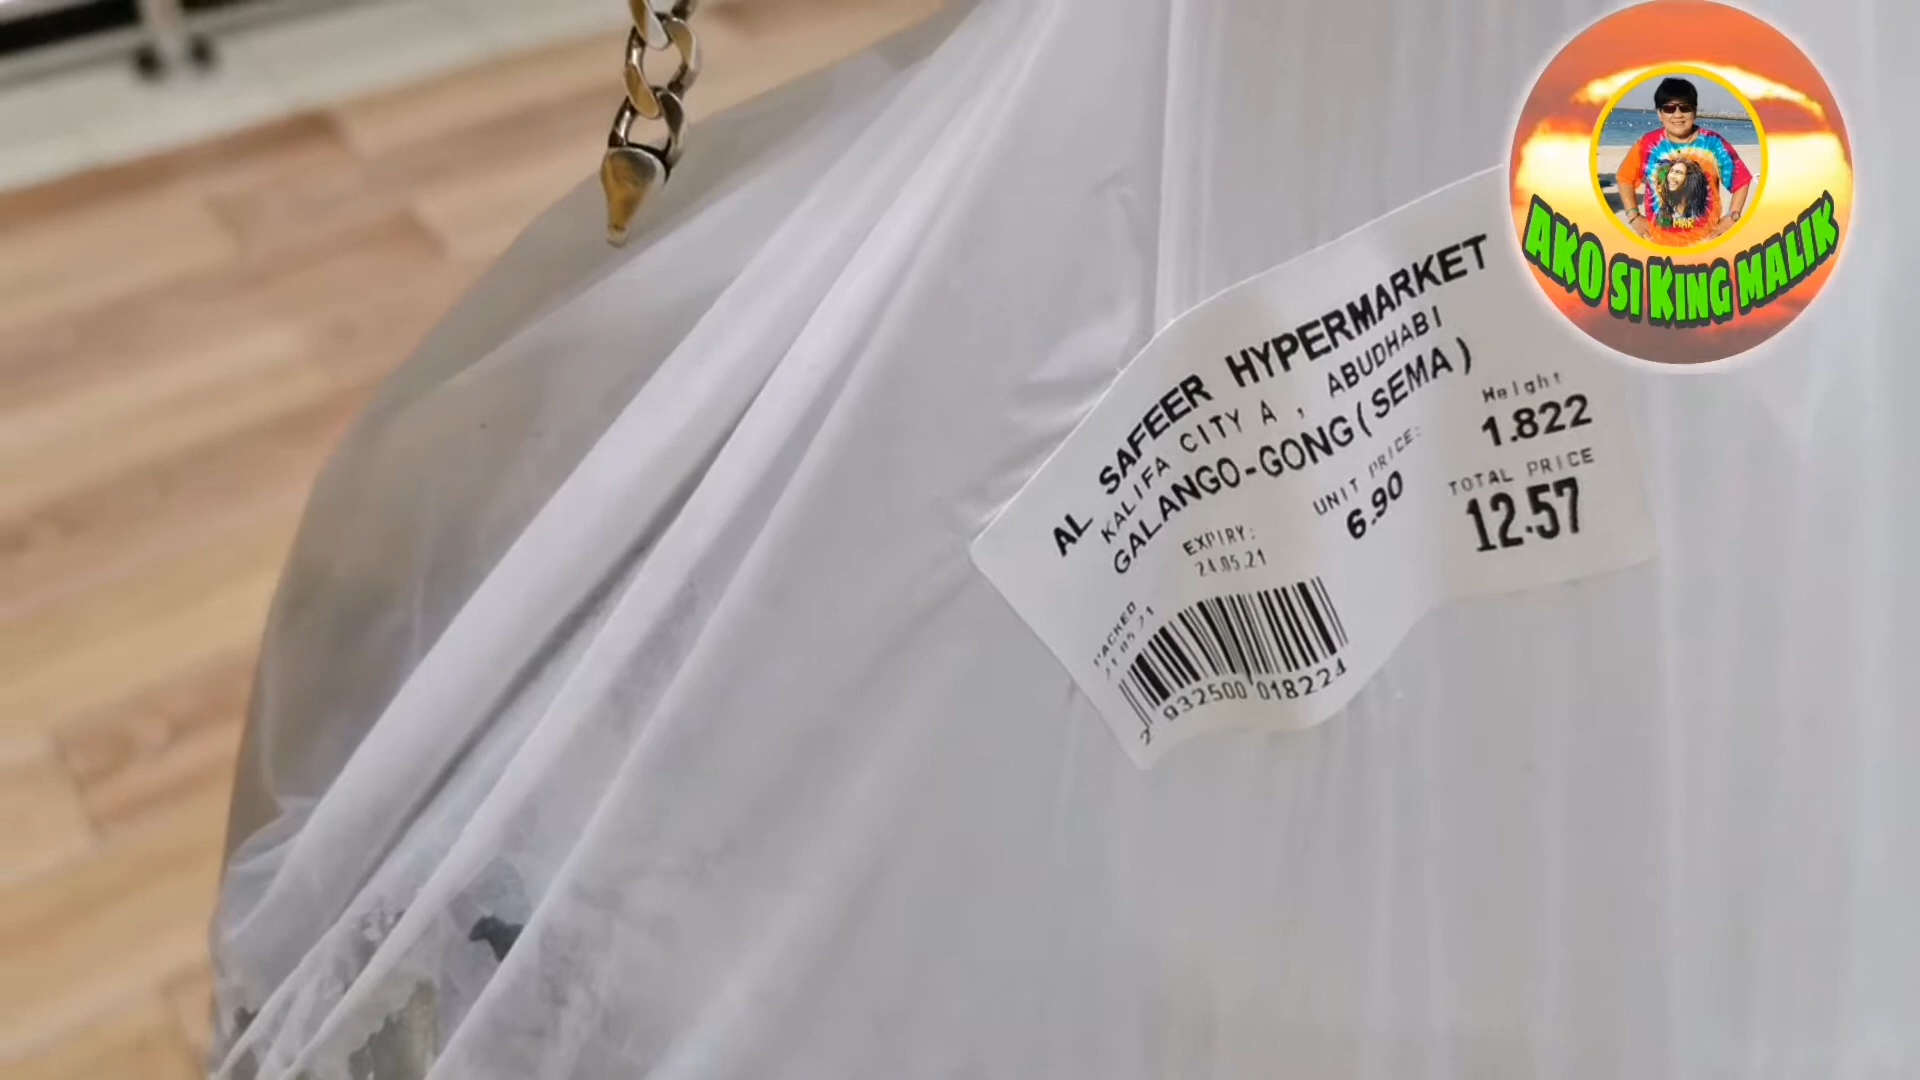 AL SAFEER HYPERMARKET
KALIFA CITY A , ABUDHABI
GALANGO-GONG(SEMA)
EXPIRY:
24.05.21
UNIT PRICE:
6.90
Weight
1.822
TOTAL PRICE
12.57
PACKED
2 932500 018224
AKO SI KING MALIK